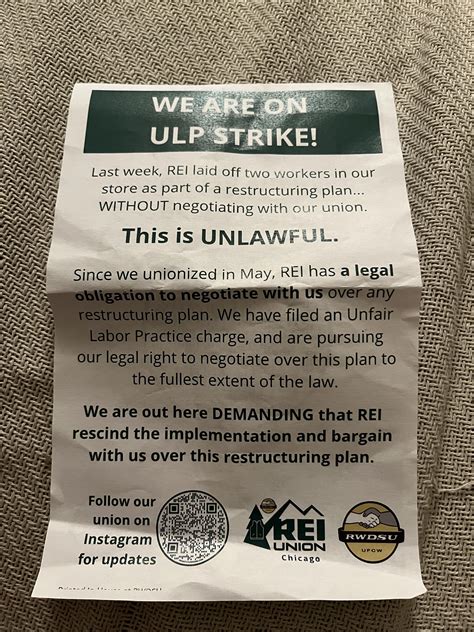 WE ARE ON
ULP STRIKE!
Last week, REI laid off two workers in our
store as part of a restructuring plan...
WITHOUT negotiating with our union.
This is UNLAWFUL.
Since we unionized in May, REI has a legal
obligation to negotiate with us over any
restructuring plan. We have filed an Unfair
Labor Practice charge, and are pursuing
our legal right to negotiate over this plan to
the fullest extent of the law.
We are out here DEMANDING that REI
rescind the implementation and bargain
with us over this restructuring plan.
Follow our
union on
Instagram
for updates
REI
UNION
Chicago
RWDSU
UFCW